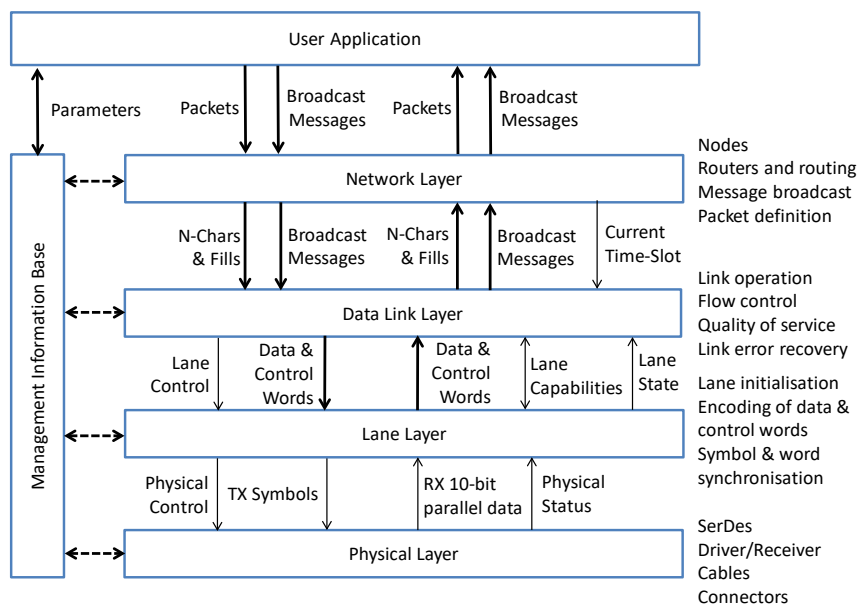 User Application
Parameters
Packets
Broadcast
Messages
Packets
Broadcast
Messages
Management Information Base
Network Layer
Nodes
Routers and routing
Message broadcast
Packet definition
N-Chars
& Fills
Broadcast
Messages
N-Chars
& Fills
Broadcast
Messages
Current
Time-Slot
Data Link Layer
Link operation
Flow control
Quality of service
Link error recovery
Lane
Control
Data &
Control
Words
Data &
Control
Words
Lane
Capabilities
Lane
State
Lane Layer
Lane initialisation
Encoding of data &
control words
Symbol & word
synchronisation
Physical
Control
TX Symbols
RX 10-bit
parallel data
Physical
Status
Physical Layer
SerDes
Driver/Receiver
Cables
Connectors